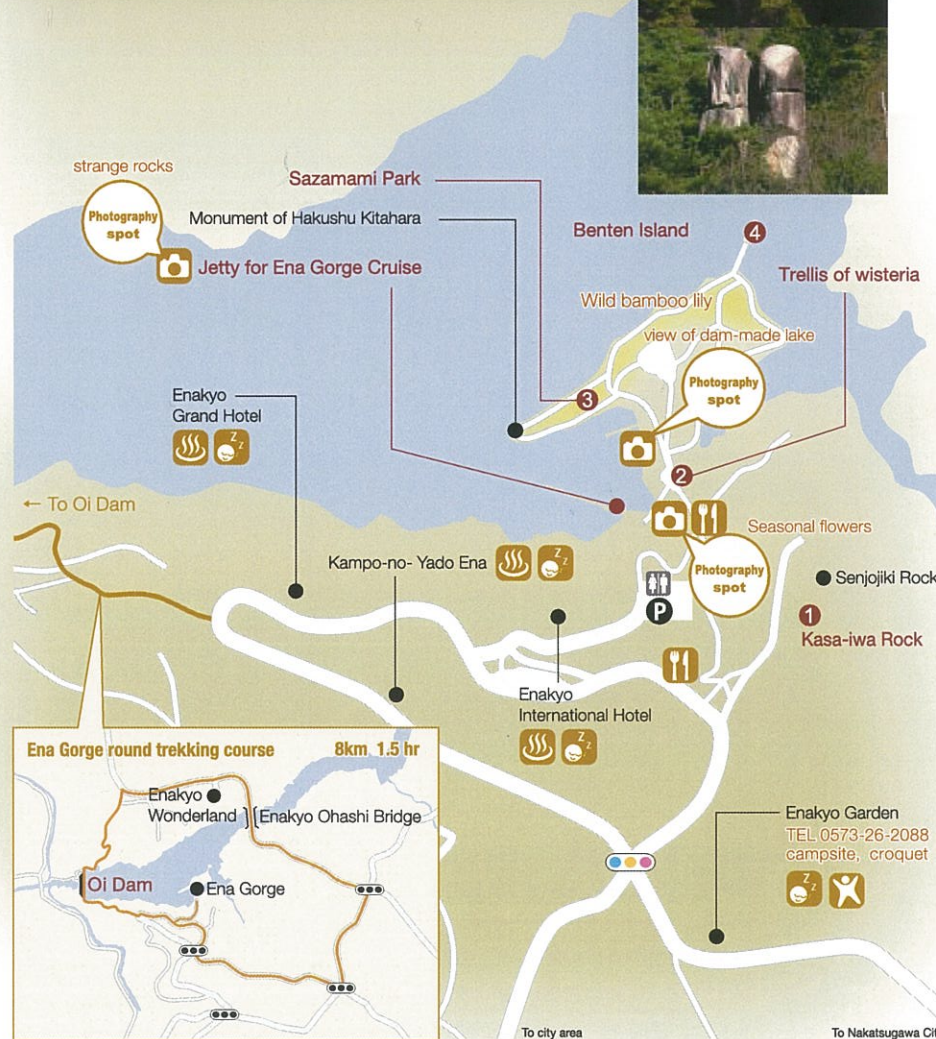 strange rocks
Photography
spot
Sazamami Park
Monument of Hakushu Kitahara
Jetty for Ena Gorge Cruise
Benten Island
4
Trellis of wisteria
Wild bamboo lily
view of dam-made lake
Photography
spot
3
2
Enakyo
Grand Hotel
Z Z
← To Oi Dam
Kampo-no- Yado Ena
Z Z
Seasonal flowers
Photography
spot
P
Senjojiki Rock
1
Kasa-iwa Rock
Enakyo
International Hotel
Z Z
Ena Gorge round trekking course 8km 1.5 hr
Enakyo
Wonderland
Enakyo Ohashi Bridge
Oi Dam
Ena Gorge
Enakyo Garden
TEL 0573-26-2088
campsite, croquet
Z Z
To city area
To Nakatsugawa Cit